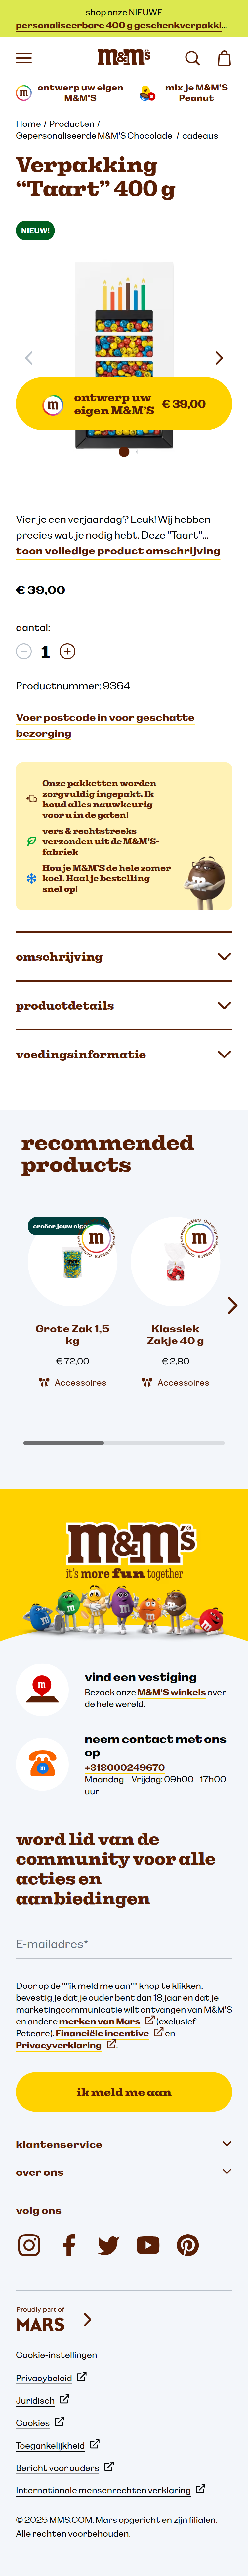 shop onze NIEUWE
personaliseerbare 400 g geschenkverpakki...
m&m's
ontwerp uw eigen
M&M'S
mix je M&M'S
Peanut
Home / Producten /
Gepersonaliseerde M&M'S Chocolade / cadeaus
Verpakking
“Taart” 400 g
NIEUW!
ontwerp uw
eigen M&M’S
€ 39,00
Vier je een verjaardag? Leuk! Wij hebben
precies wat je nodig hebt. Deze "Taart"...
toon volledige product omschrijving
€ 39,00
aantal:
1
Productnummer: 9364
Voer postcode in voor geschatte
bezorging
Onze pakketten worden
zorgvuldig ingepakt. Ik
houd alles nauwkeurig
voor u in de gaten!
vers & rechtstreeks
verzonden uit de M&M'S-
fabriek
Hou je M&M'S de hele zomer
koel. Haal je bestelling
snel op!
omschrijving
productdetails
voedingsinformatie
recommended
products
creëer jouw eigen
Grote Zak 1,5
kg
€ 72,00
Accessoires
Klassiek
Zakje 40 g
€ 2,80
Accessoires
m&m's
it's more fun together
vind een vestiging
Bezoek onze M&M'S winkels over
de hele wereld.
neem contact met ons
op
+318000249670
Maandag – Vrijdag: 09h00 - 17h00
uur
word lid van de
community voor alle
acties en
aanbiedingen
E-mailadres*
Door op de ""ik meld me aan"" knop te klikken,
bevestig je dat je ouder bent dan 18 jaar en dat je
marketingcommunicatie wilt ontvangen van M&M'S
en andere merken van Mars (exclusief
Petcare). Financiële incentive en
Privacyverklaring.
ik meld me aan
klantenservice
over ons
volg ons
Proudly part of
MARS
Cookie-instellingen
Privacybeleid
Juridisch
Cookies
Toegankelijkheid
Bericht voor ouders
Internationale mensenrechten verklaring
© 2025 MMS.COM. Mars opgericht en zijn filialen.
Alle rechten voorbehouden.